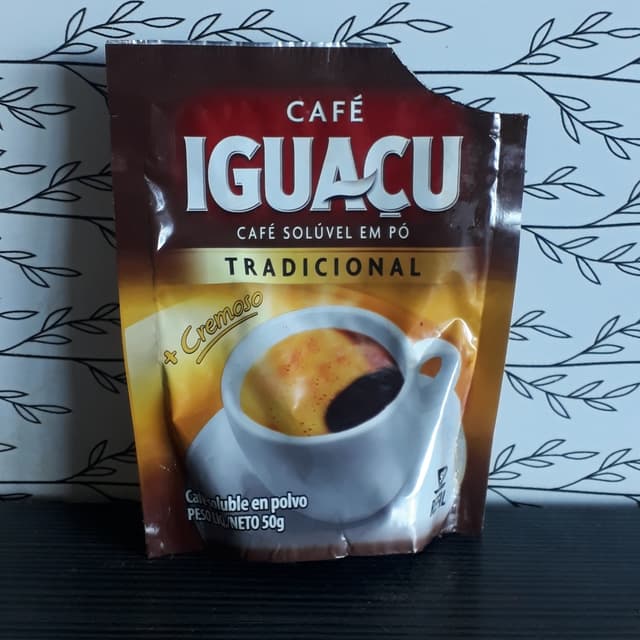 CAFÉ
IGUAÇU
CAFÉ SOLÚVEL EM PÓ
TRADICIONAL
+ Cremoso
Café soluble en polvo
PESO NETO 50g